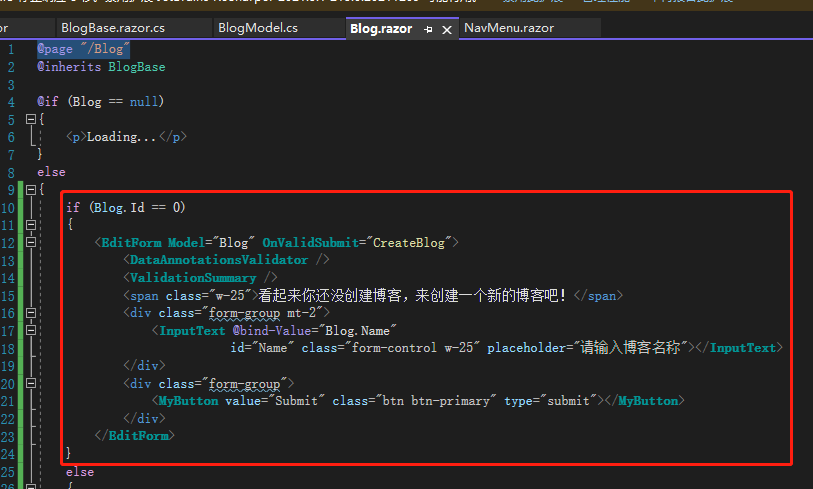 BlogBase.razor.cs BlogModel.cs Blog.razor NavMenu.razor
1 @page "/Blog"
2 @inherits BlogBase
3
4 @if (Blog == null)
5 {
6 <p>Loading...</p>
7 }
8 else
9 {
10 if (Blog.Id == 0)
11 {
12 <EditForm Model="Blog" OnValidSubmit="CreateBlog">
13 <DataAnnotationsValidator />
14 <ValidationSummary />
15 <span class="w-25">看起来你还没创建博客，来创建一个新的博客吧！</span>
16 <div class="form-group mt-2">
17 <InputText @bind-Value="Blog.Name"
18 id="Name" class="form-control w-25" placeholder="请输入博客名称"></InputText>
19 </div>
20 <div class="form-group">
21 <MyButton value="Submit" class="btn btn-primary" type="submit"></MyButton>
22 </div>
23 </EditForm>
24 }
25 else
26 {